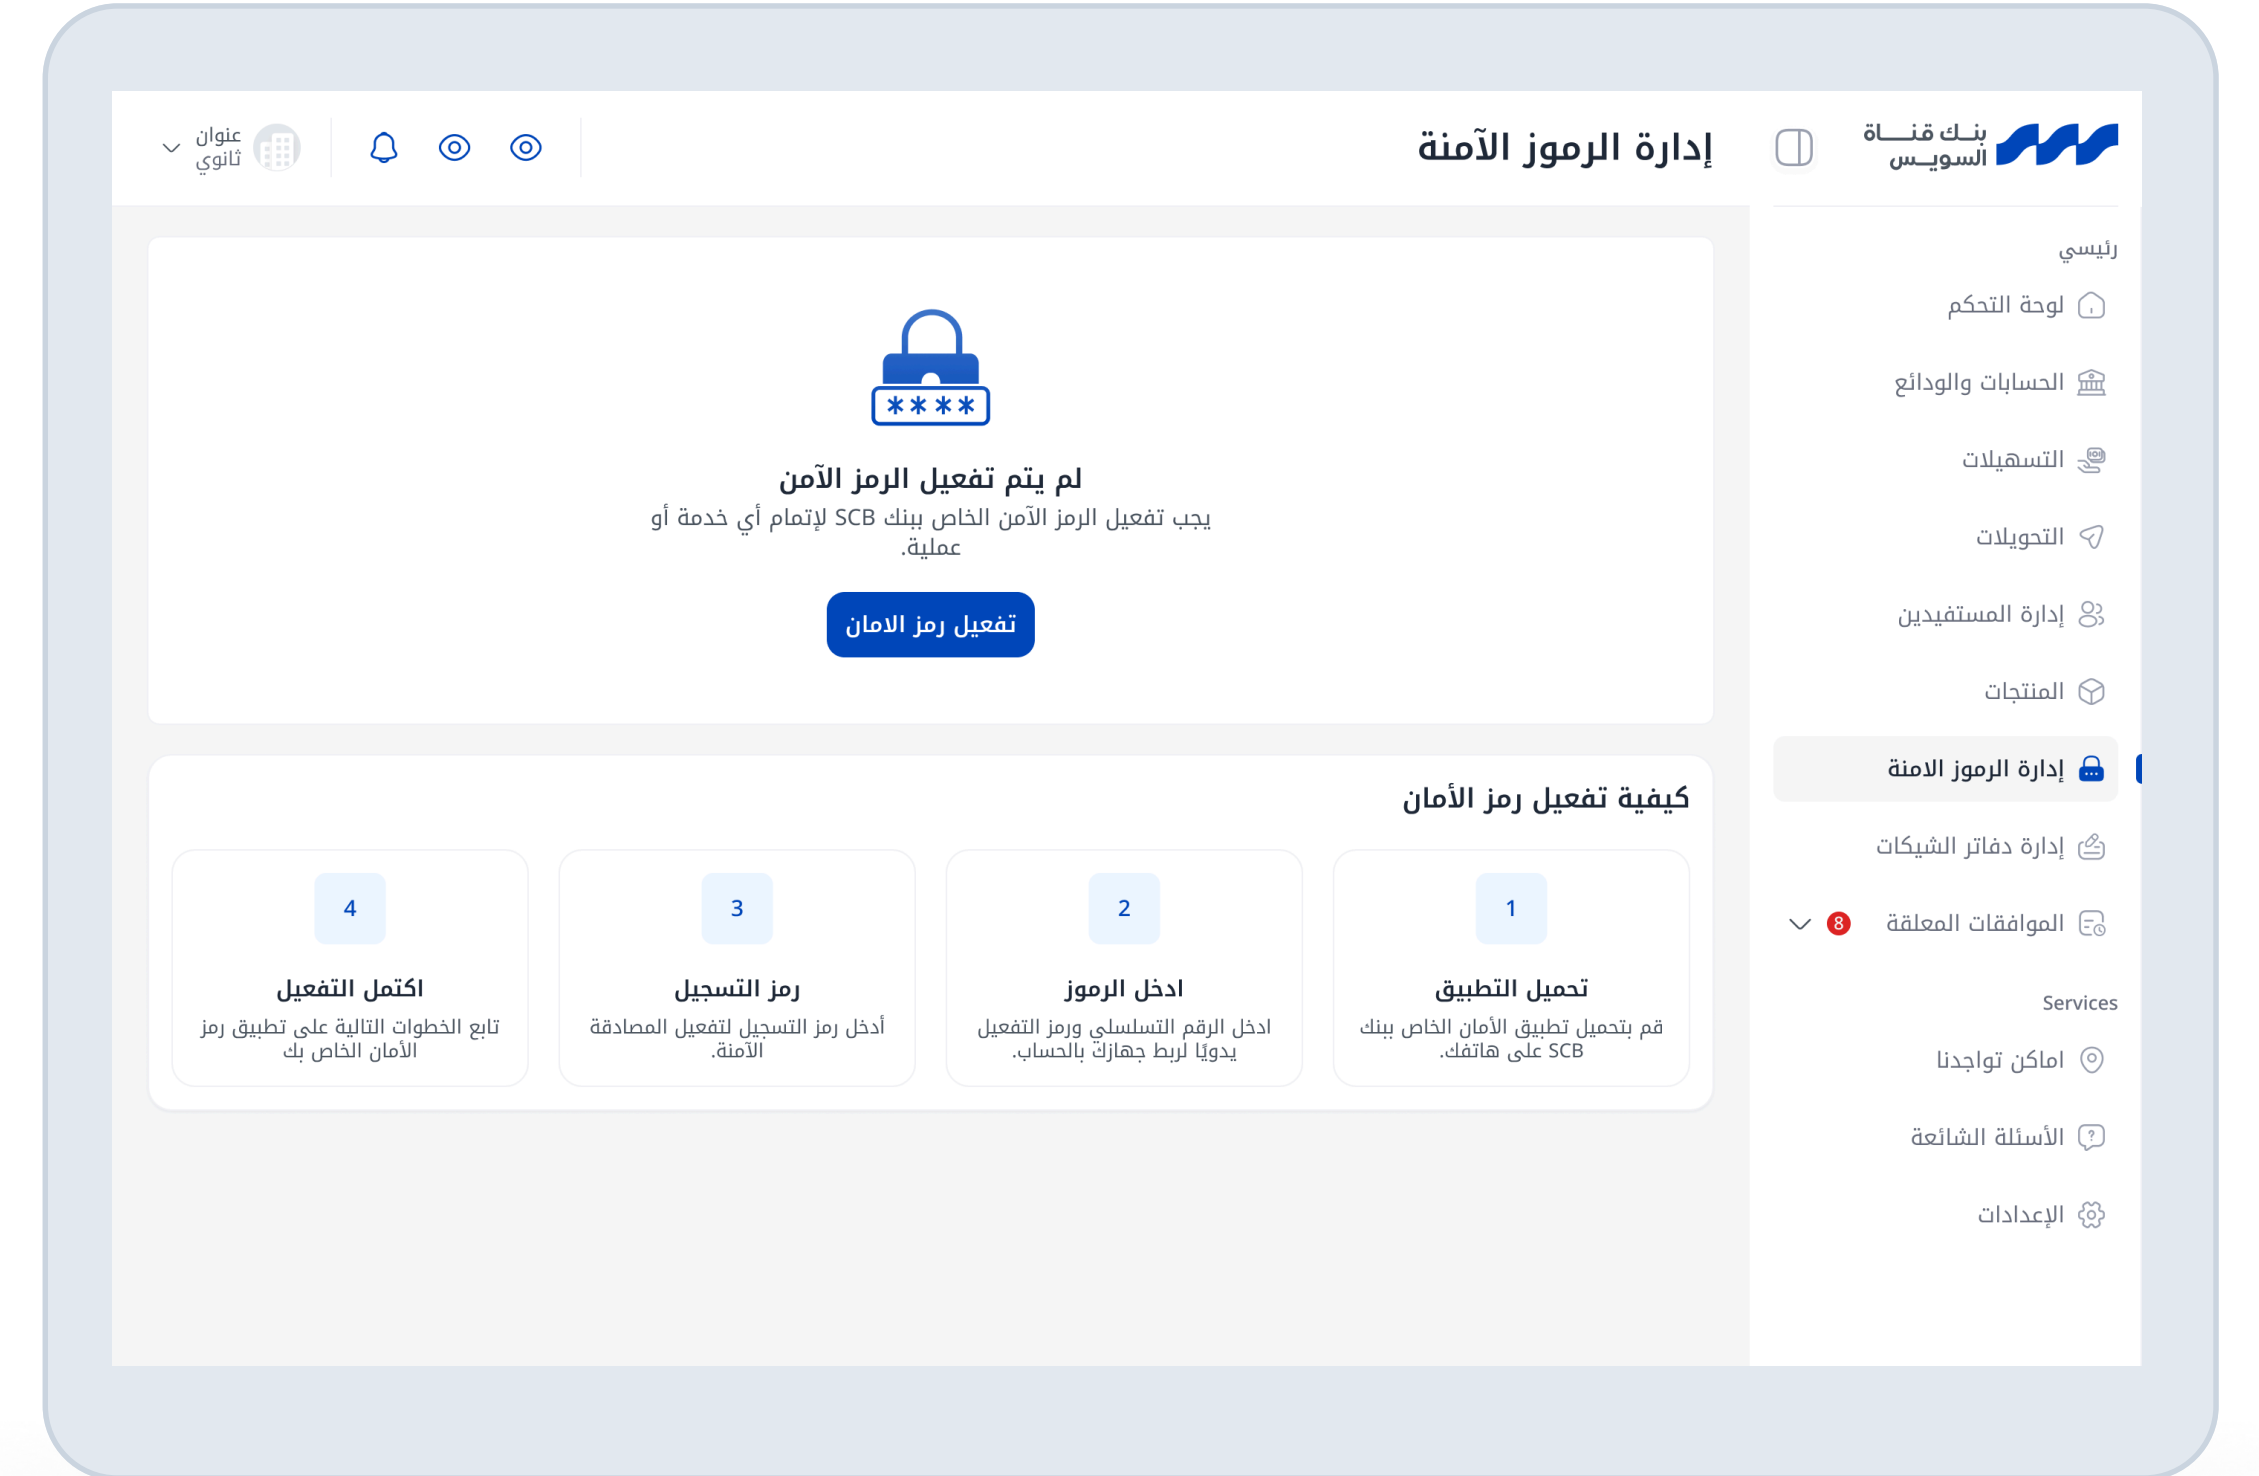 بنـك قنـــاة
السويـس
إدارة الرموز الآمنة
عنوان
ثانوي
رئيسي
لوحة التحكم
الحسابات والودائع
التسهيلات
التحويلات
إدارة المستفيدين
المنتجات
إدارة الرموز الامنة
إدارة دفاتر الشيكات
الموافقات المعلقة 8
Services
اماكن تواجدنا
الأسئلة الشائعة
الإعدادات
****
لم يتم تفعيل الرمز الآمن
يجب تفعيل الرمز الآمن الخاص ببنك SCB لإتمام أي خدمة أو
عملية.
تفعيل رمز الامان
كيفية تفعيل رمز الأمان
1
تحميل التطبيق
قم بتحميل تطبيق الأمان الخاص ببنك
SCB على هاتفك.
2
ادخل الرموز
ادخل الرقم التسلسلي ورمز التفعيل
يدويًا لربط جهازك بالحساب.
3
رمز التسجيل
أدخل رمز التسجيل لتفعيل المصادقة
الآمنة.
4
اكتمل التفعيل
تابع الخطوات التالية على تطبيق رمز
الأمان الخاص بك